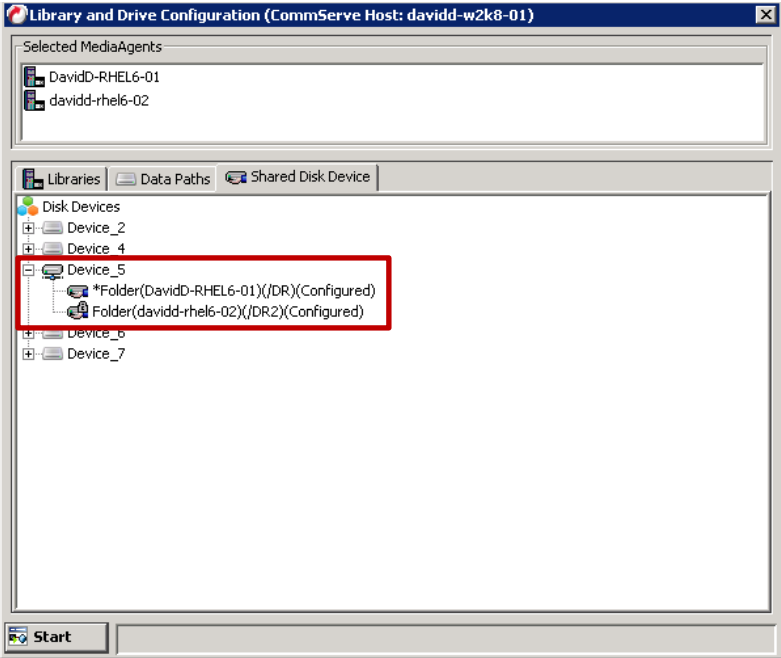 Library and Drive Configuration (CommServe Host: davidd-w2k8-01)
Selected MediaAgents
DavidD-RHEL6-01
davidd-rhel6-02
Libraries
Data Paths
Shared Disk Device
Disk Devices
Device_2
Device_4
Device_5
*Folder(DavidD-RHEL6-01)(/DR)(Configured)
Folder(davidd-rhel6-02)(/DR2)(Configured)
Device_6
Device_7
Start